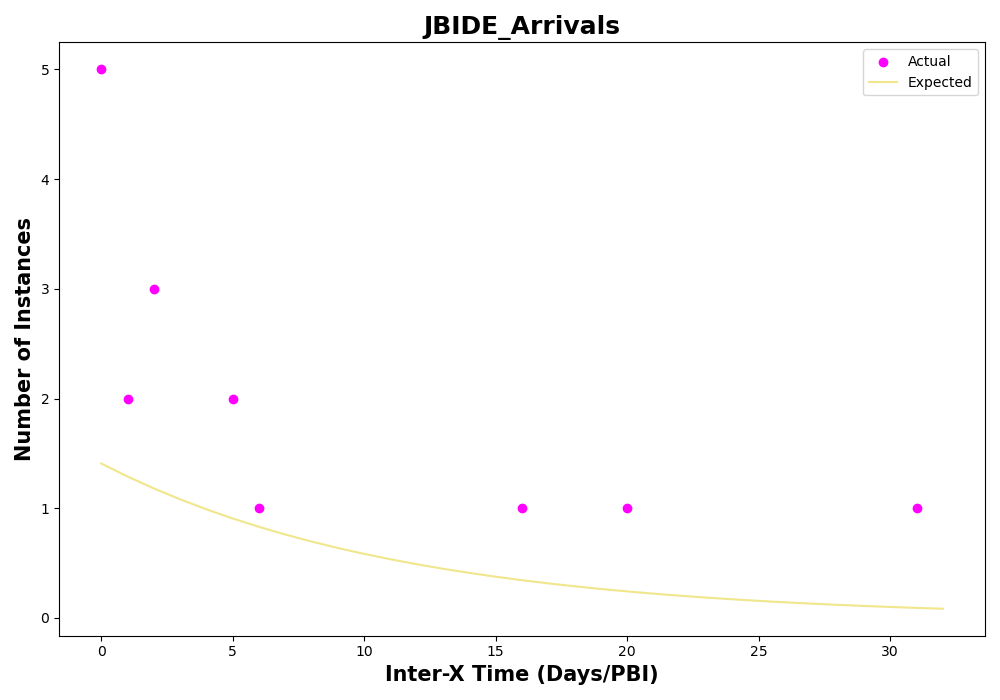 JBIDE_Arrivals
Actual
Expected
Number of Instances
5
4
3
2
1
0
0 5 10 15 20 25 30
Inter-X Time (Days/PBI)